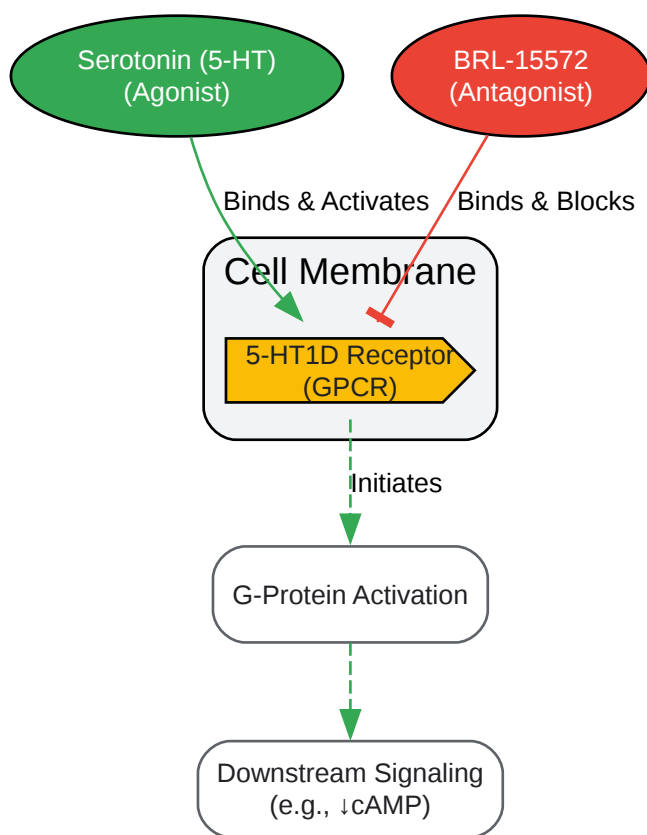 Serotonin (5-HT)
(Agonist)
BRL-15572
(Antagonist)
Binds & Activates
Binds & Blocks
Cell Membrane
5-HT1D Receptor
(GPCR)
Initiates
G-Protein Activation
Downstream Signaling
(e.g., ↓cAMP)